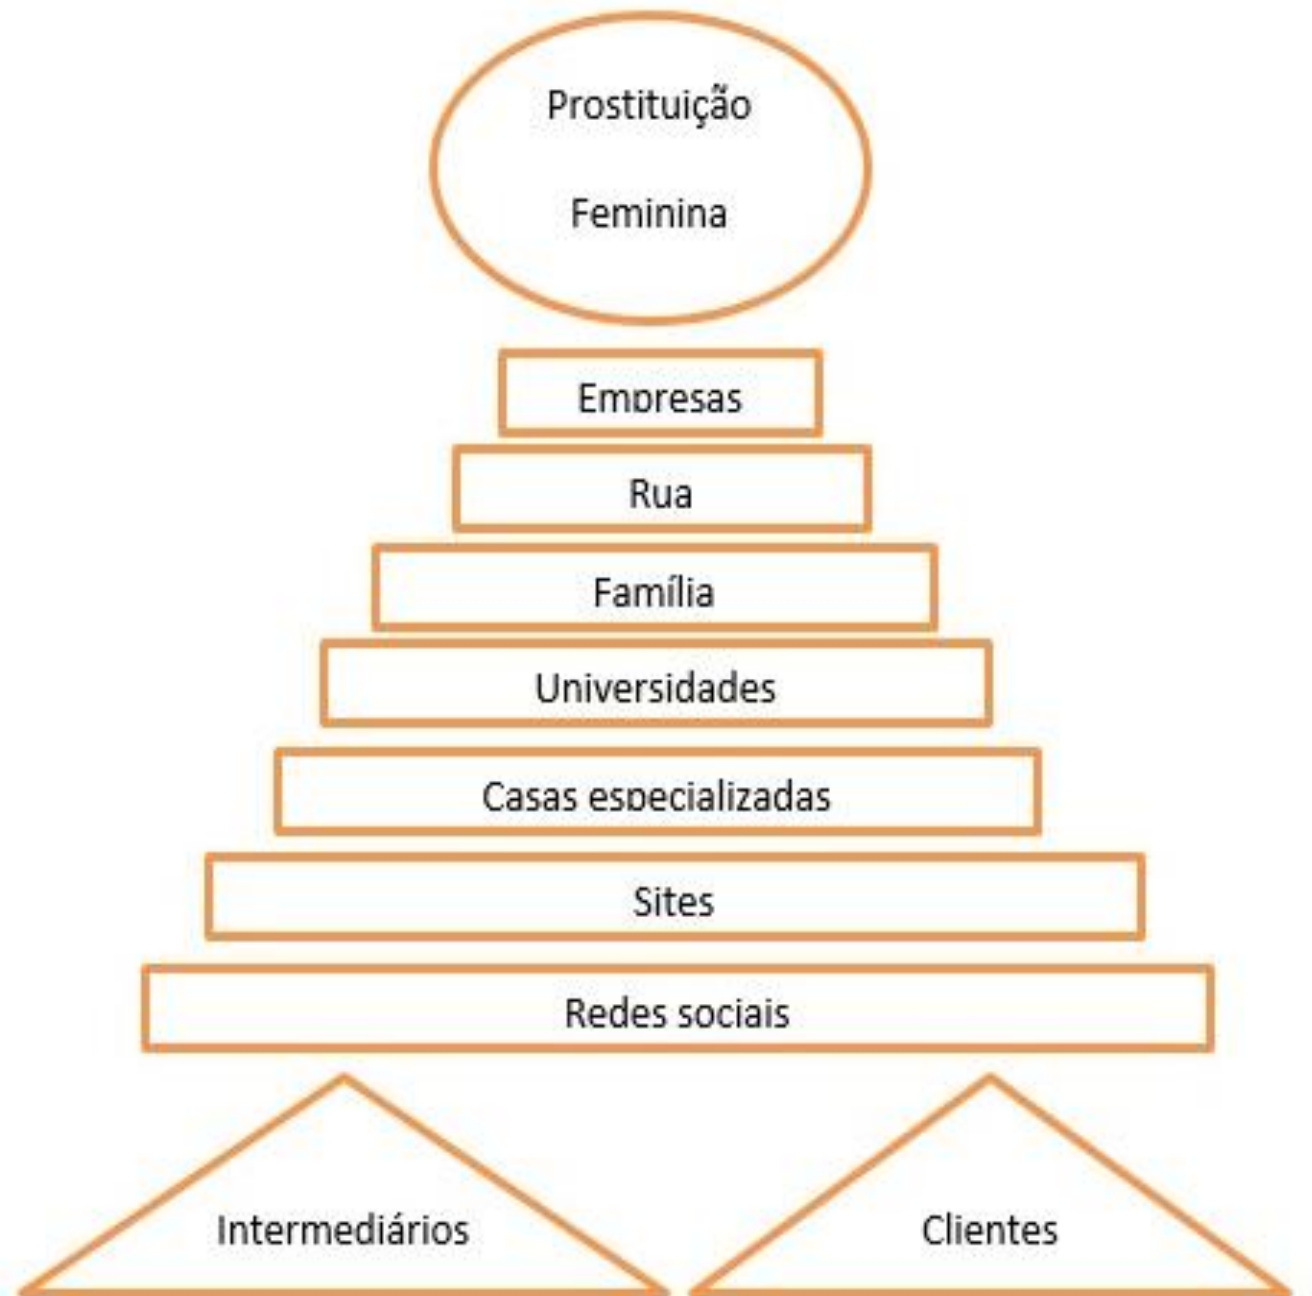 Prostituição
Feminina
Empresas
Rua
Família
Universidades
Casas especializadas
Sites
Redes sociais
Intermediários
Clientes